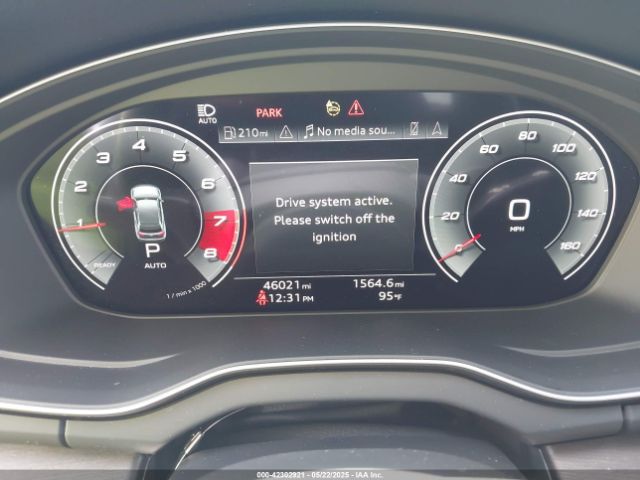 AUTO PARK
210mi No media sou...
1 2 3 4 5 6 7 8
READY
P
AUTO
1 / min x 1000
Drive system active.
Please switch off the
ignition
0 20 40 60 80 100 120 140 160
0
MPH
46021 mi 1564.6 mi
12:31 PM 95°F
000-42302921 - 05/22/2025 - IAA, Inc.